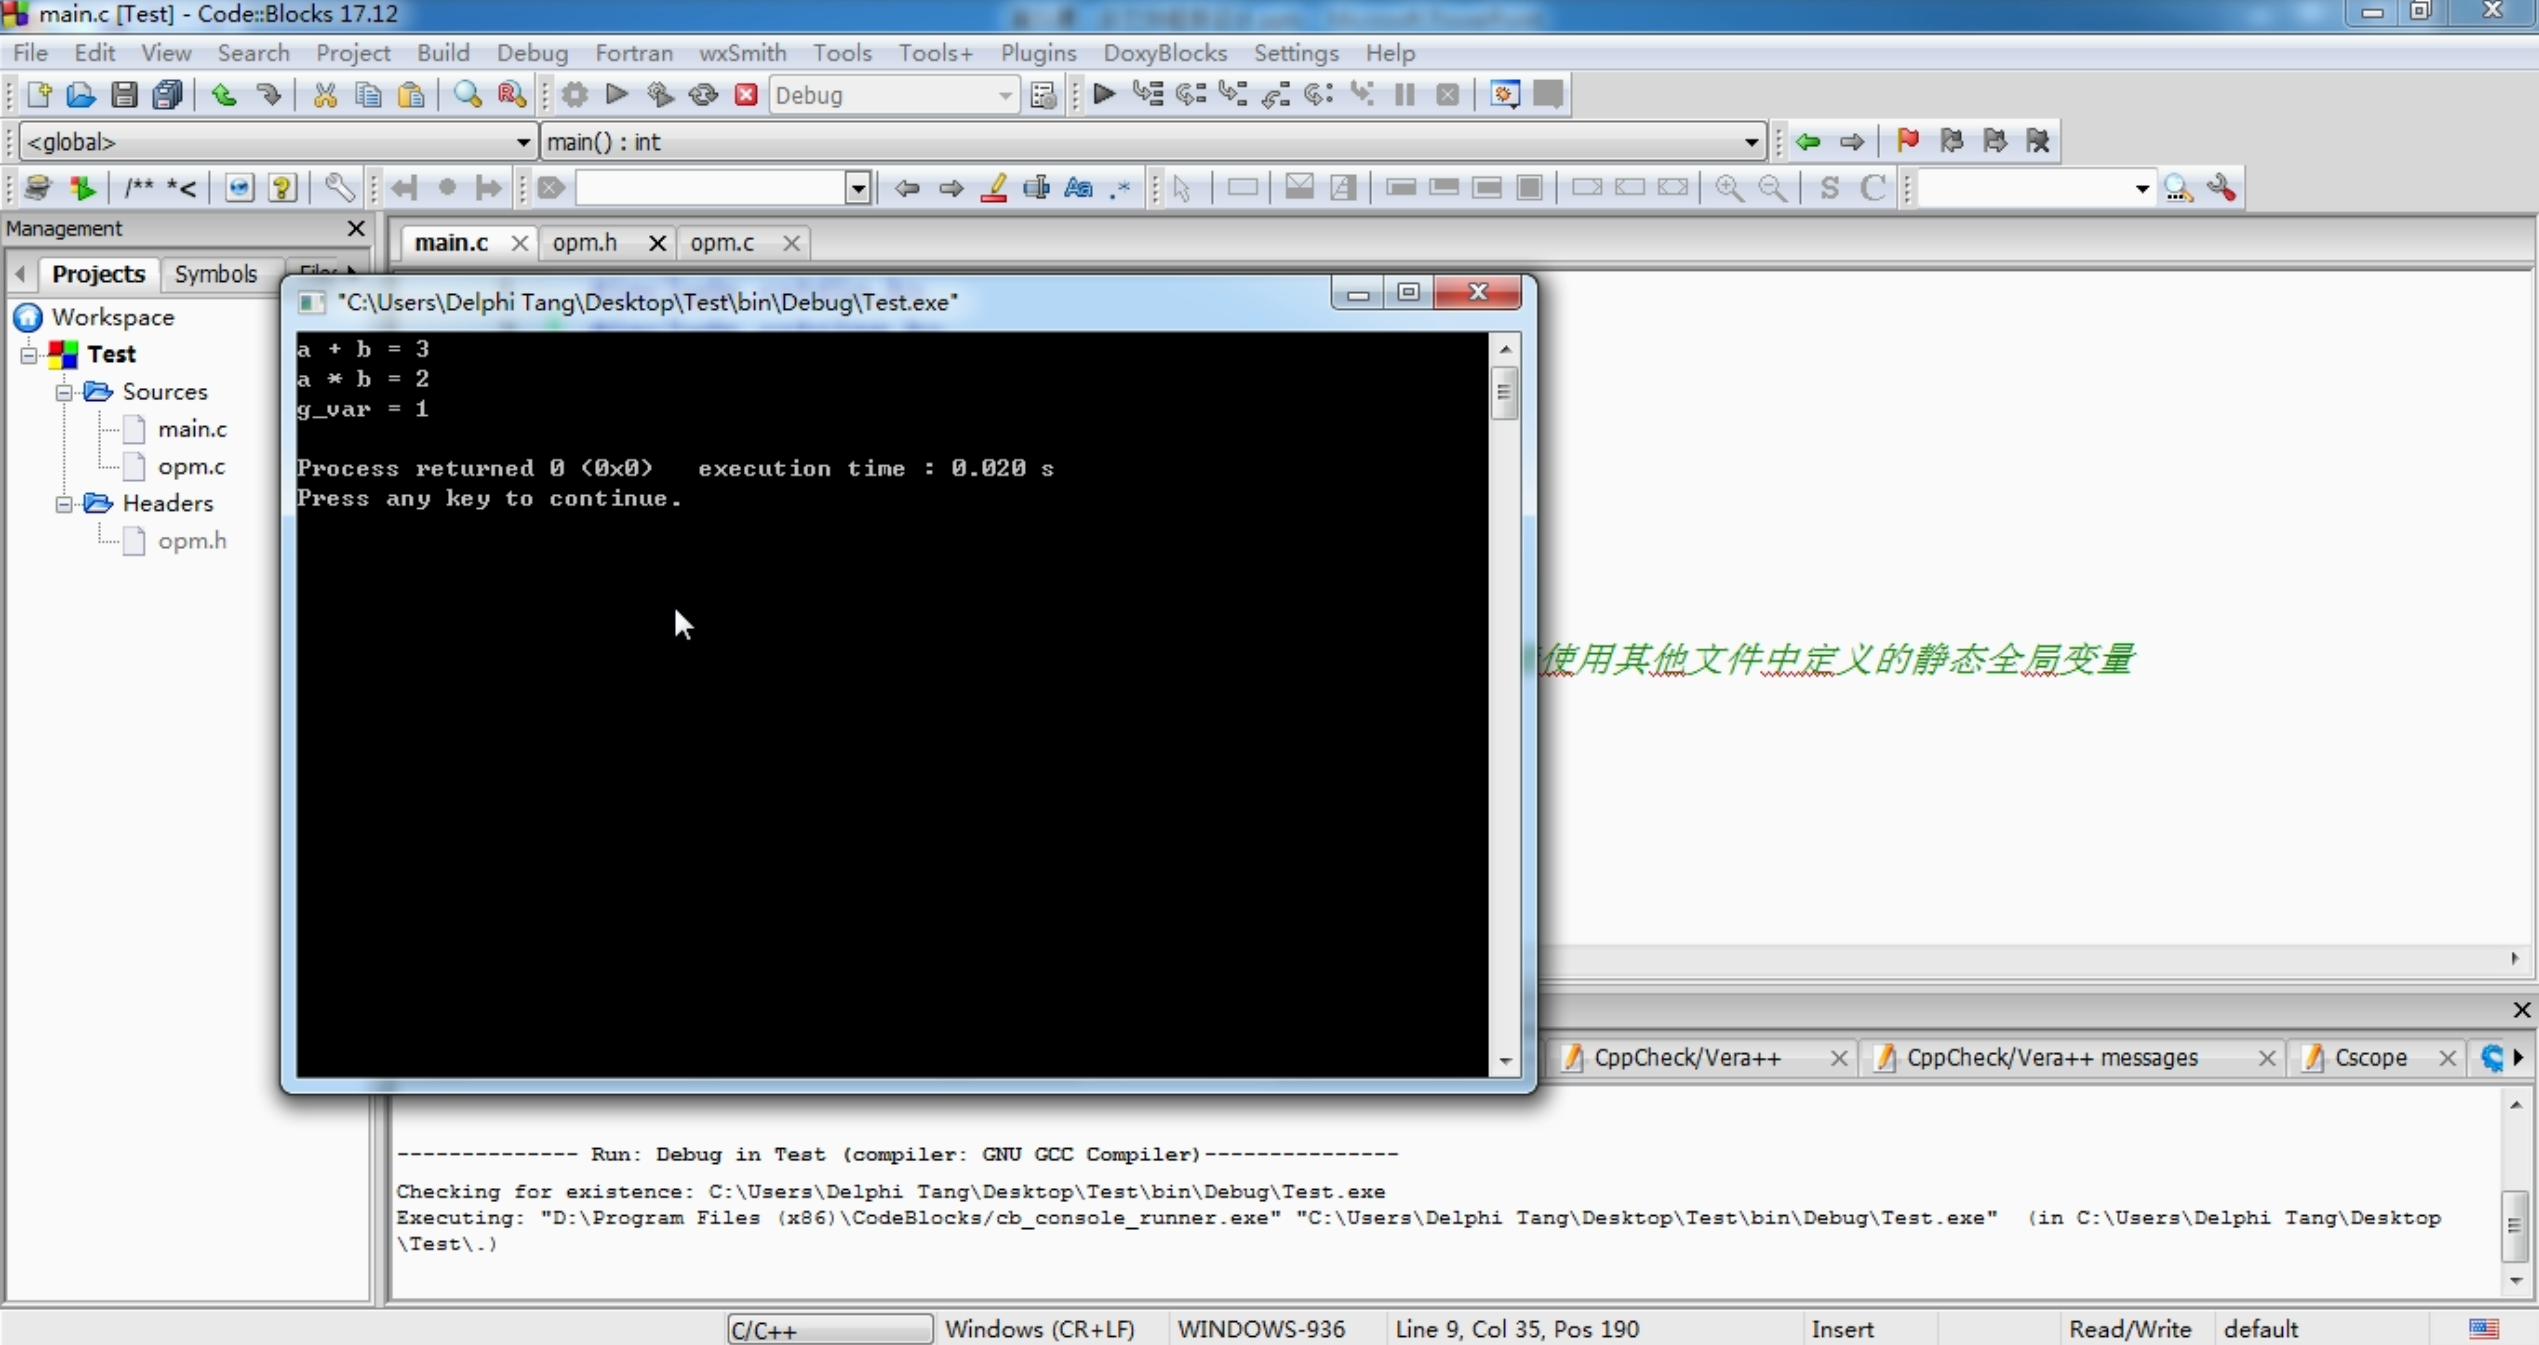 main.c [Test] - Code::Blocks 17.12
File Edit View Search Project Build Debug Fortran wxSmith Tools Tools+ Plugins DoxyBlocks Settings Help
Debug
<global> main() : int
/** *< Aa .* S C
Management
main.c opm.h opm.c
Projects Symbols
"C:\Users\Delphi Tang\Desktop\Test\bin\Debug\Test.exe"
Workspace
Test
Sources
main.c
opm.c
Headers
opm.h
a + b = 3
a * b = 2
g_var = 1
Process returned 0 (0x0)   execution time : 0.020 s
Press any key to continue.
使用其他文件中定义的静态全局变量
CppCheck/Vera++ CppCheck/Vera++ messages Cscope
-------------- Run: Debug in Test (compiler: GNU GCC Compiler)---------------
Checking for existence: C:\Users\Delphi Tang\Desktop\Test\bin\Debug\Test.exe
Executing: "D:\Program Files (x86)\CodeBlocks/cb_console_runner.exe" "C:\Users\Delphi Tang\Desktop\Test\bin\Debug\Test.exe"  (in C:\Users\Delphi Tang\Desktop
\Test\.)
C/C++ Windows (CR+LF) WINDOWS-936 Line 9, Col 35, Pos 190 Insert Read/Write default